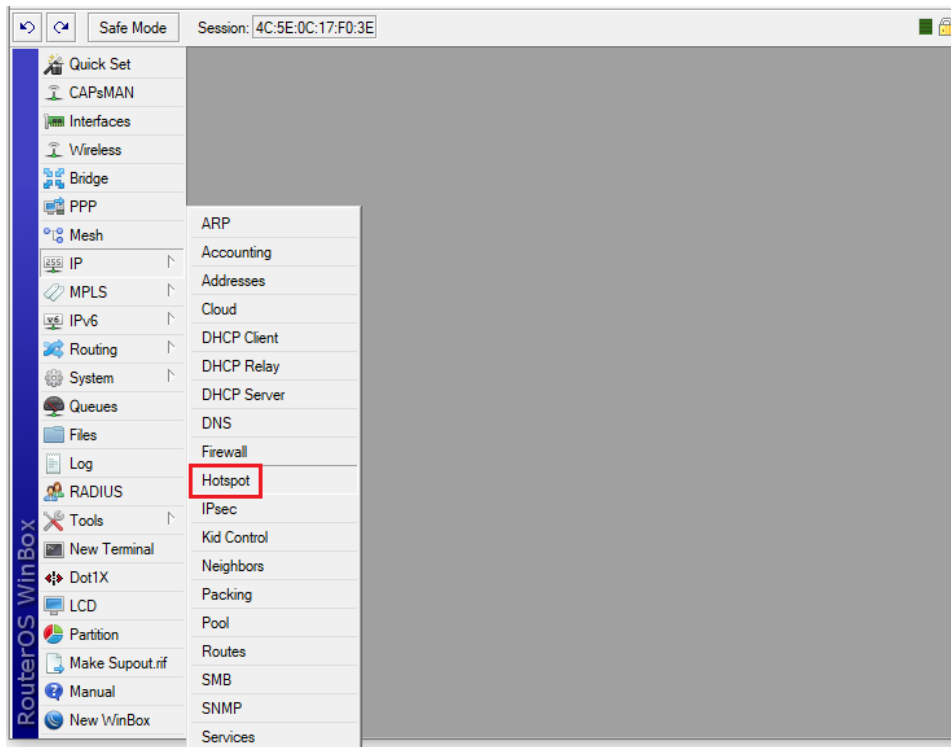 Safe Mode
Session: 4C:5E:0C:17:F0:3E
Quick Set
CAPsMAN
Interfaces
Wireless
Bridge
PPP
Mesh
255 IP
MPLS
v6 IPv6
Routing
System
Queues
Files
Log
RADIUS
Tools
New Terminal
Dot1X
LCD
Partition
Make Supout.rif
Manual
New WinBox
RouterOS WinBox
ARP
Accounting
Addresses
Cloud
DHCP Client
DHCP Relay
DHCP Server
DNS
Firewall
Hotspot
IPsec
Kid Control
Neighbors
Packing
Pool
Routes
SMB
SNMP
Services